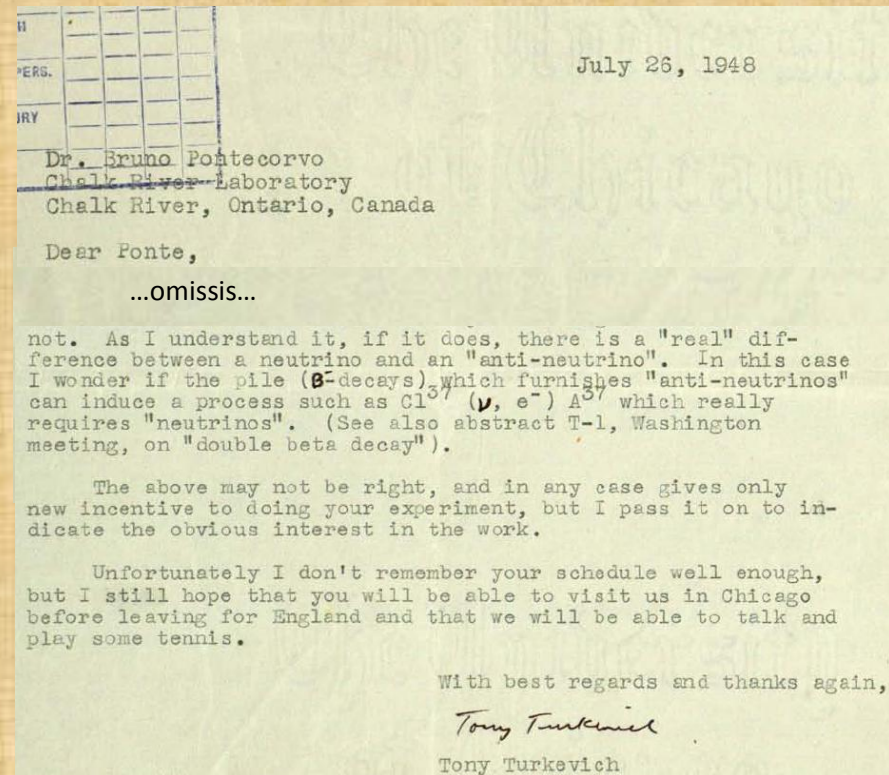 PERS.
July 26, 1948
Dr. Bruno Pontecorvo
Chalk River Laboratory
Chalk River, Ontario, Canada
Dear Ponte,
...omissis...
not. As I understand it, if it does, there is a "real" dif-
ference between a neutrino and an "anti-neutrino". In this case
I wonder if the pile (β⁻decays) which furnishes "anti-neutrinos"
can induce a process such as Cl³⁷ (ν, e⁻) A³⁷ which really
requires "neutrinos". (See also abstract T-1, Washington
meeting, on "double beta decay").
The above may not be right, and in any case gives only
new incentive to doing your experiment, but I pass it on to in-
dicate the obvious interest in the work.
Unfortunately I don't remember your schedule well enough,
but I still hope that you will be able to visit us in Chicago
before leaving for England and that we will be able to talk and
play some tennis.
With best regards and thanks again,
Tony Turkevich
Tony Turkevich